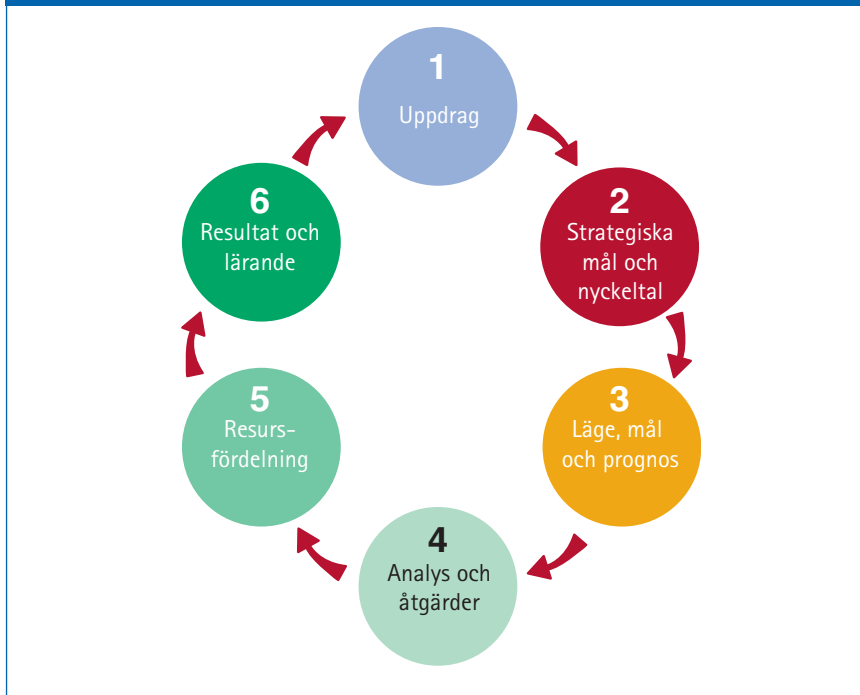 1
Uppdrag
2
Strategiska
mål och
nyckeltal
3
Läge, mål
och prognos
4
Analys och
åtgärder
5
Resurs-
fördelning
6
Resultat och
lärande